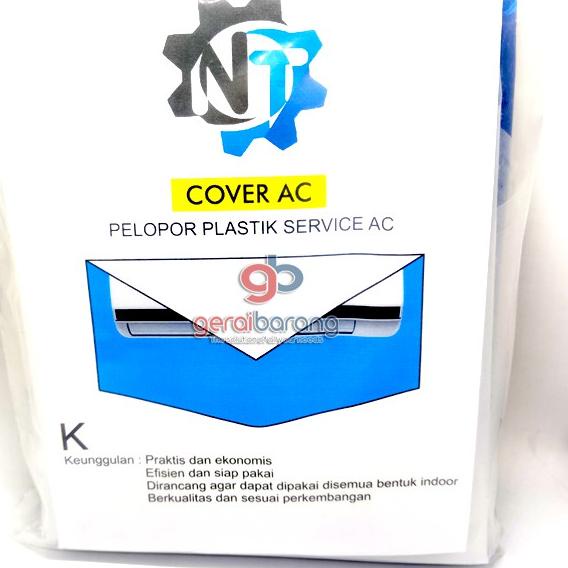 NT
COVER AC
PELOPOR PLASTIK SERVICE AC
gb
geraibarang
K
Keunggulan : Praktis dan ekonomis
Efisien dan siap pakai
Dirancang agar dapat dipakai disemua bentuk indoor
Berkualitas dan sesuai perkembangan